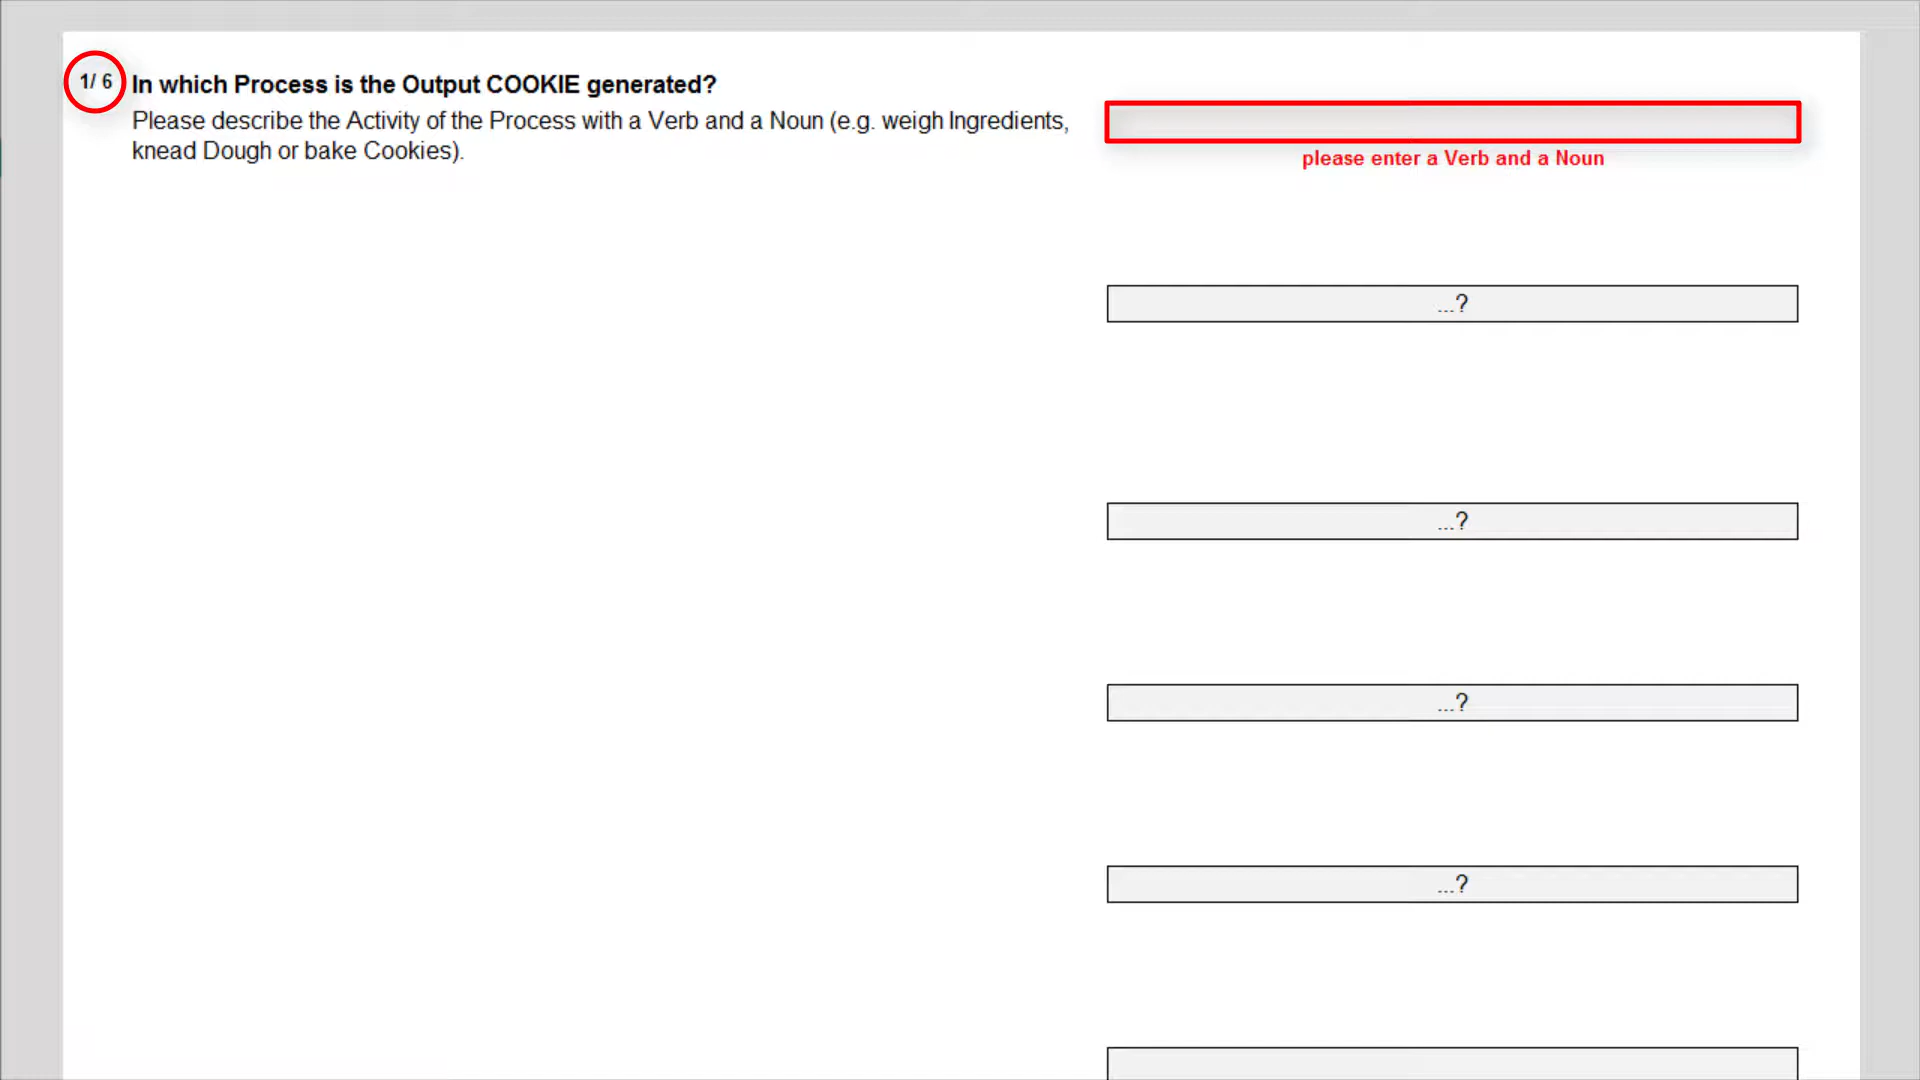 1/ 6 In which Process is the Output COOKIE generated?
Please describe the Activity of the Process with a Verb and a Noun (e.g. weigh Ingredients,
knead Dough or bake Cookies).
please enter a Verb and a Noun
...?
...?
...?
...?